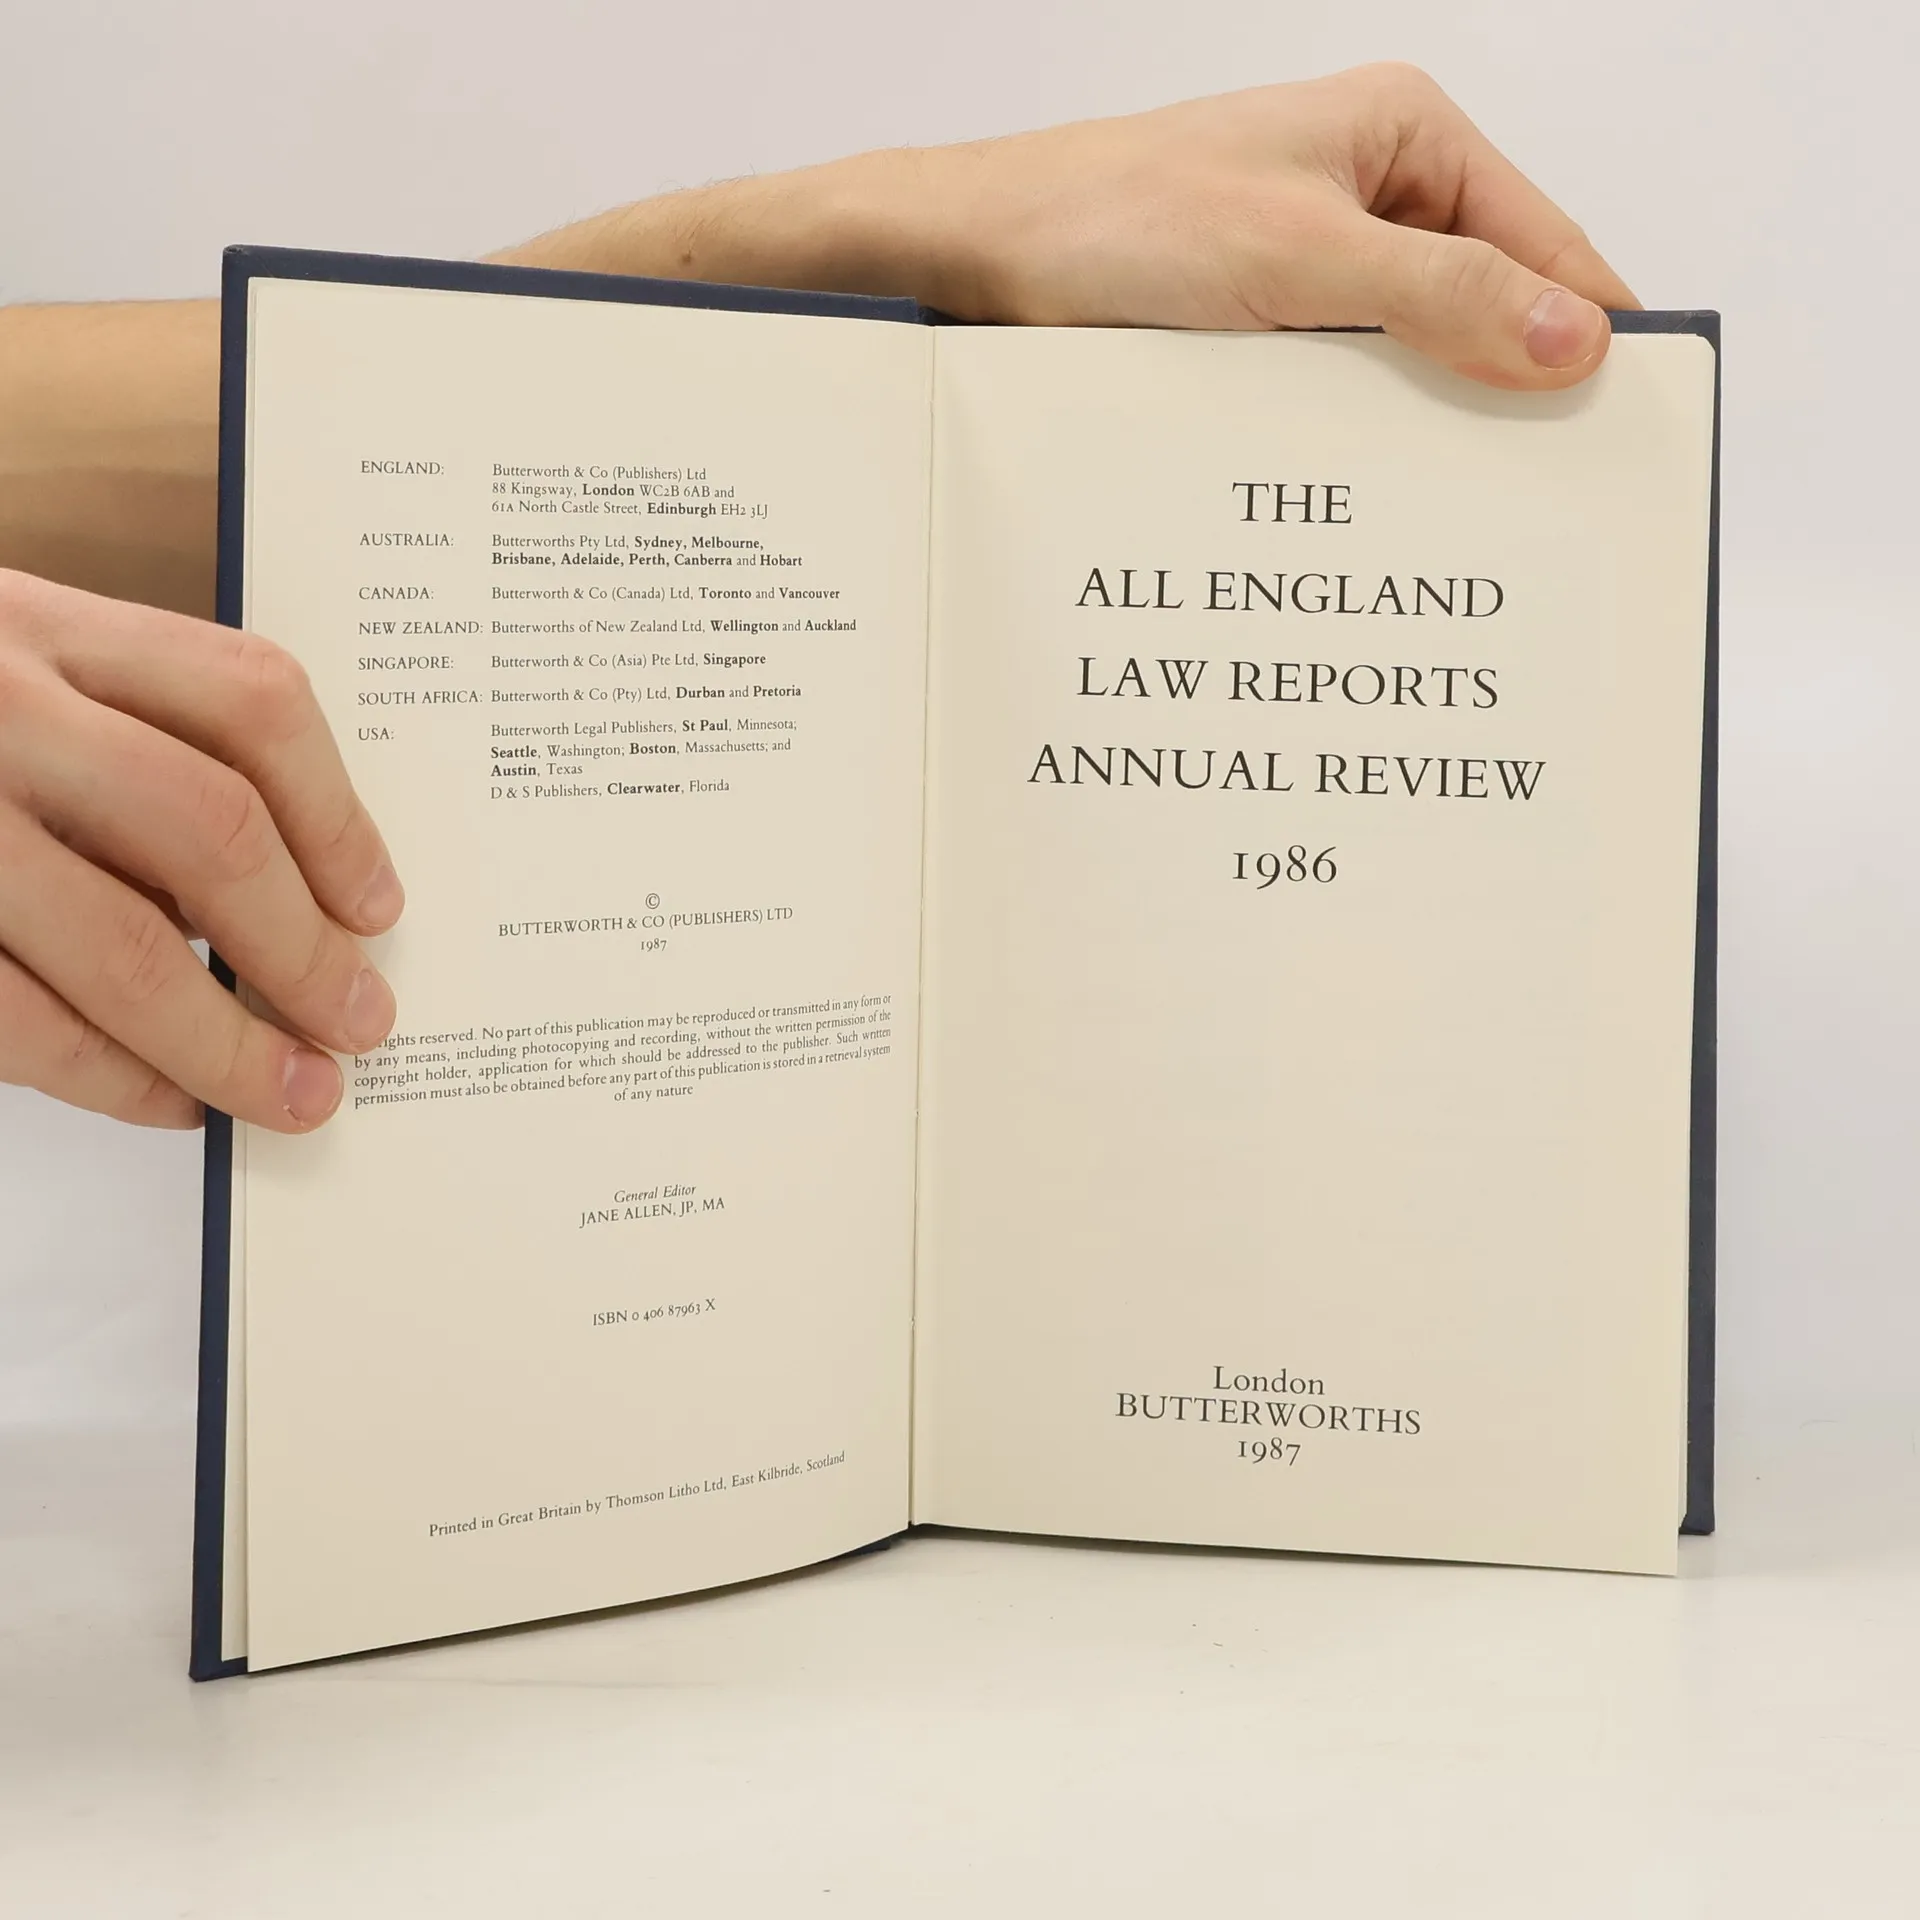 ENGLAND: Butterworth & Co (Publishers) Ltd
88 Kingsway, London WC2B 6AB and
61A North Castle Street, Edinburgh EH2 3LJ
AUSTRALIA: Butterworths Pty Ltd, Sydney, Melbourne,
Brisbane, Adelaide, Perth, Canberra and Hobart
CANADA: Butterworth & Co (Canada) Ltd, Toronto and Vancouver
NEW ZEALAND: Butterworths of New Zealand Ltd, Wellington and Auckland
SINGAPORE: Butterworth & Co (Asia) Pte Ltd, Singapore
SOUTH AFRICA: Butterworth & Co (Pty) Ltd, Durban and Pretoria
USA: Butterworth Legal Publishers, St Paul, Minnesota;
Seattle, Washington; Boston, Massachusetts; and
Austin, Texas
D & S Publishers, Clearwater, Florida
©
BUTTERWORTH & CO (PUBLISHERS) LTD
1987
reserved. No part of this publication may be reproduced or transmitted in any form or
by any means, including photocopying and recording, without the written permission of the
copyright holder, application for which should be addressed to the publisher. Such written
permission must also be obtained before any part of this publication is stored in a retrieval system
of any nature
General Editor
JANE ALLEN, JP, MA
ISBN 0 406 87963 X
Printed in Great Britain by Thomson Litho Ltd, East Kilbride, Scotland
THE
ALL ENGLAND
LAW REPORTS
ANNUAL REVIEW
1986
London
BUTTERWORTHS
1987